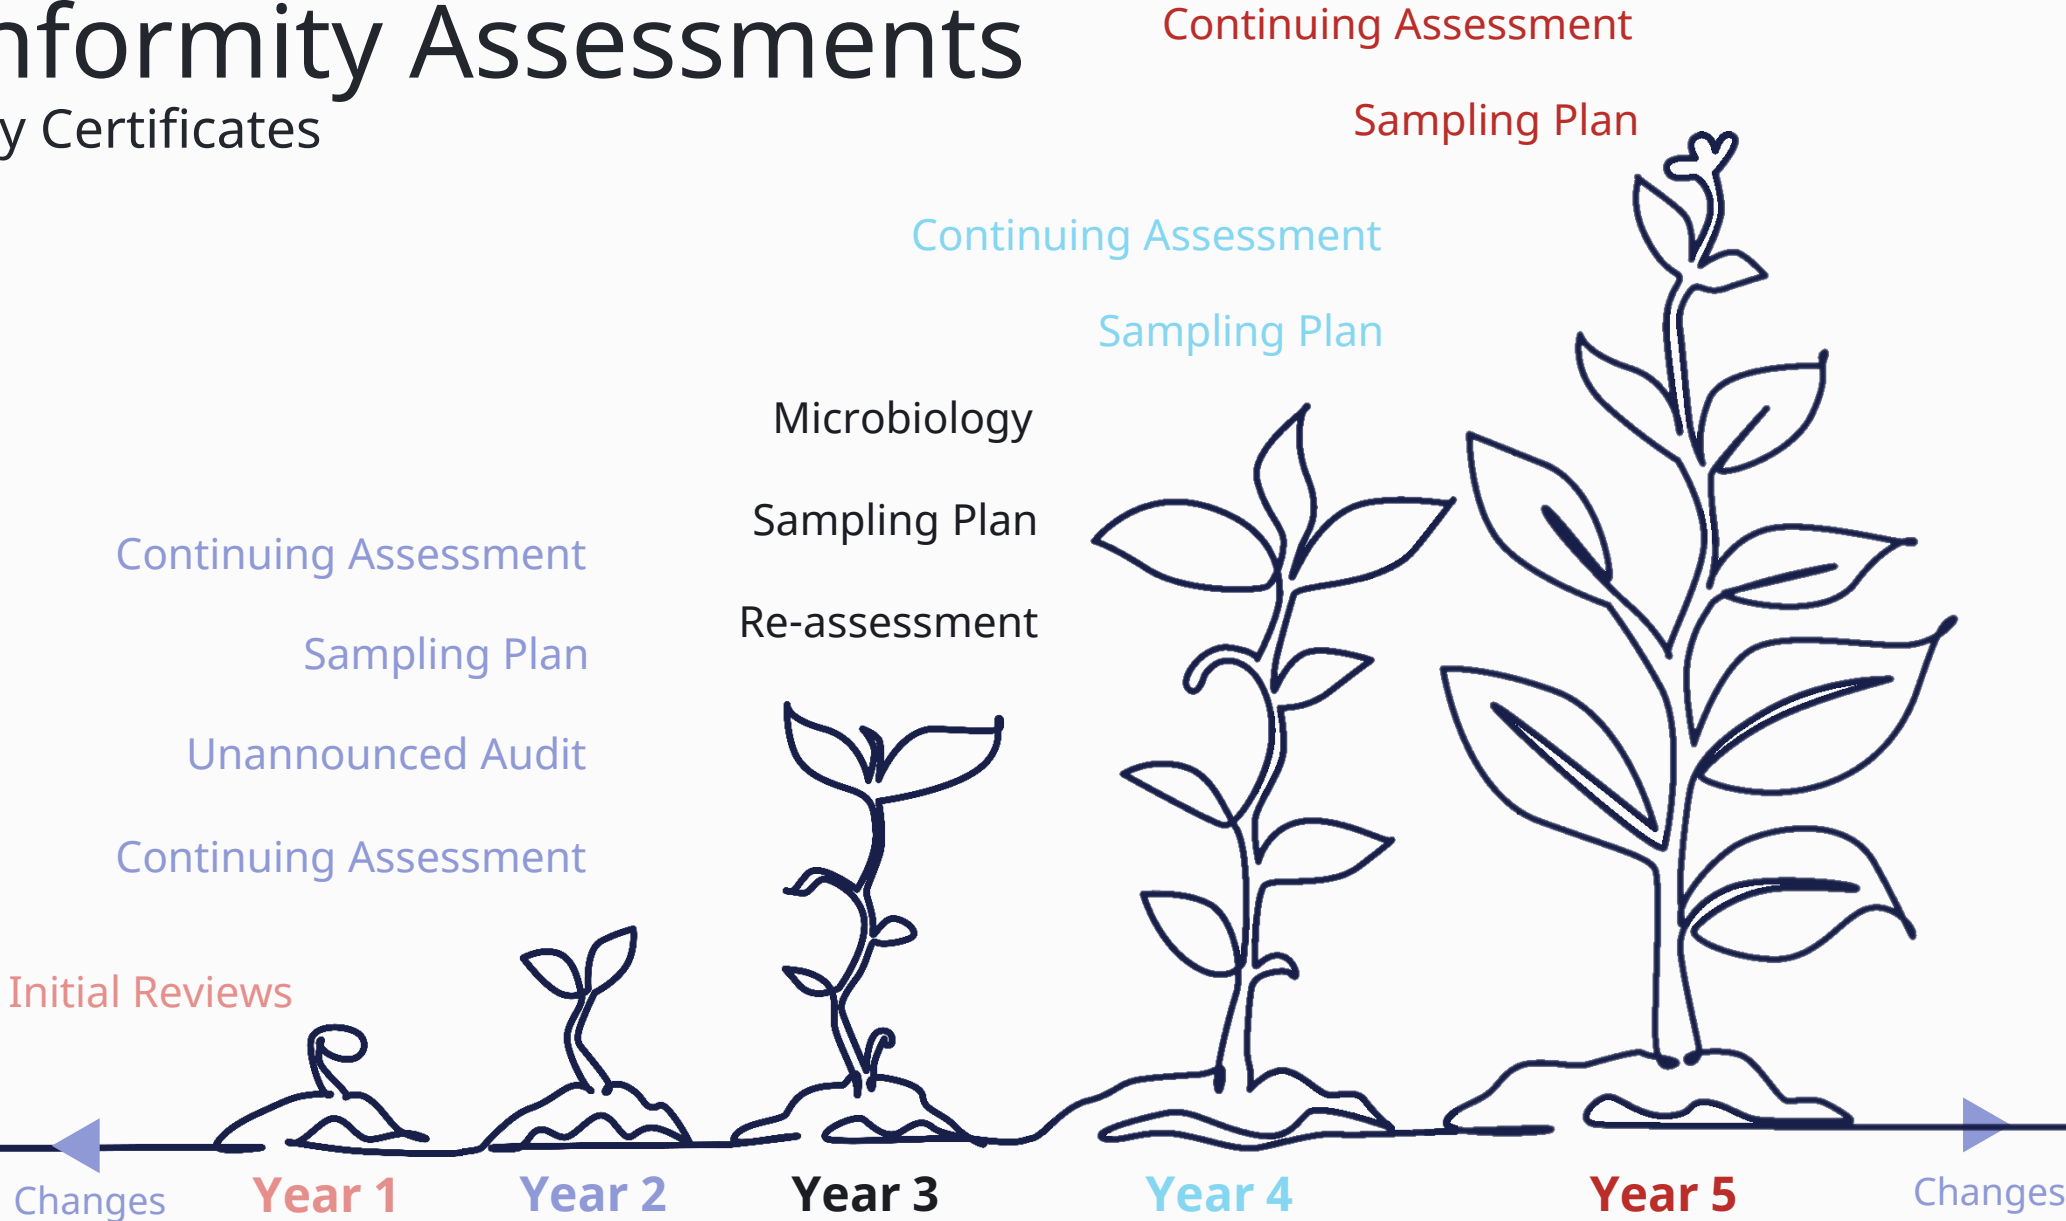 nformity Assessments
y Certificates
Continuing Assessment
Sampling Plan
Continuing Assessment
Sampling Plan
Microbiology
Sampling Plan
Re-assessment
Continuing Assessment
Sampling Plan
Unannounced Audit
Continuing Assessment
Initial Reviews
Changes
Year 1
Year 2
Year 3
Year 4
Year 5
Changes